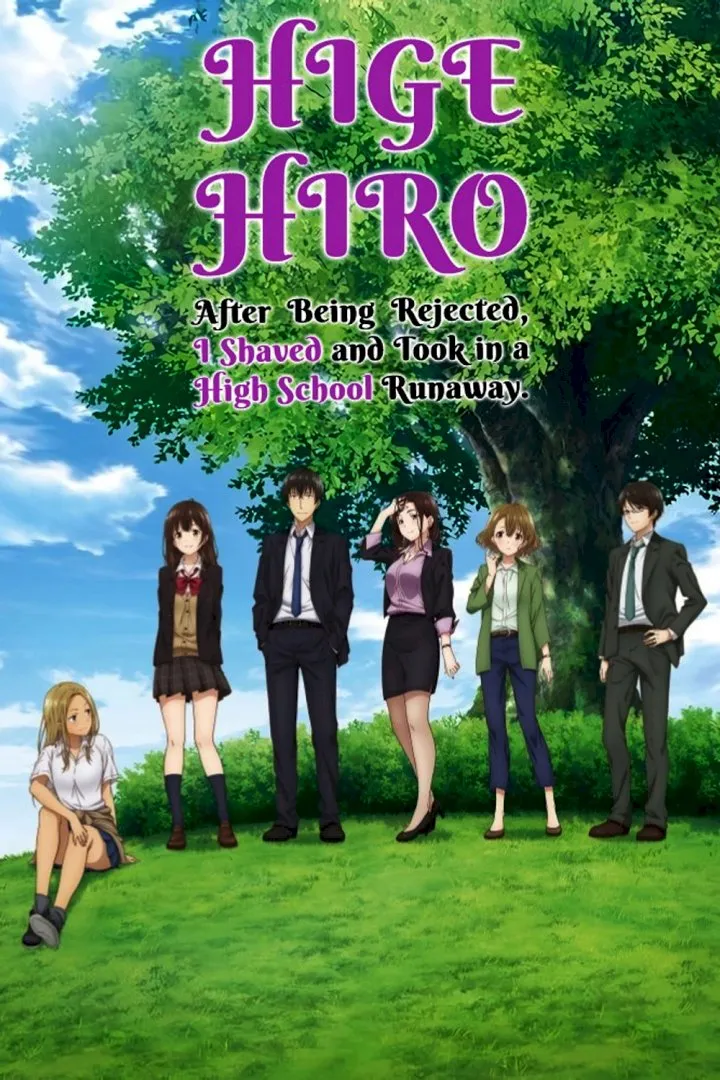 HIGE
HIRO
After Being Rejected,
I Shaved and Took in a
High School Runaway.